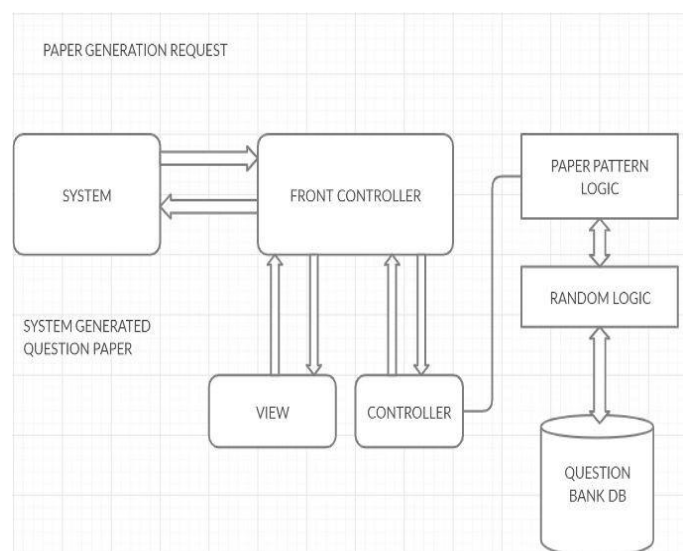 PAPER GENERATION REQUEST
SYSTEM
FRONT CONTROLLER
PAPER PATTERN
LOGIC
RANDOM LOGIC
SYSTEM GENERATED
QUESTION PAPER
VIEW
CONTROLLER
QUESTION
BANK DB